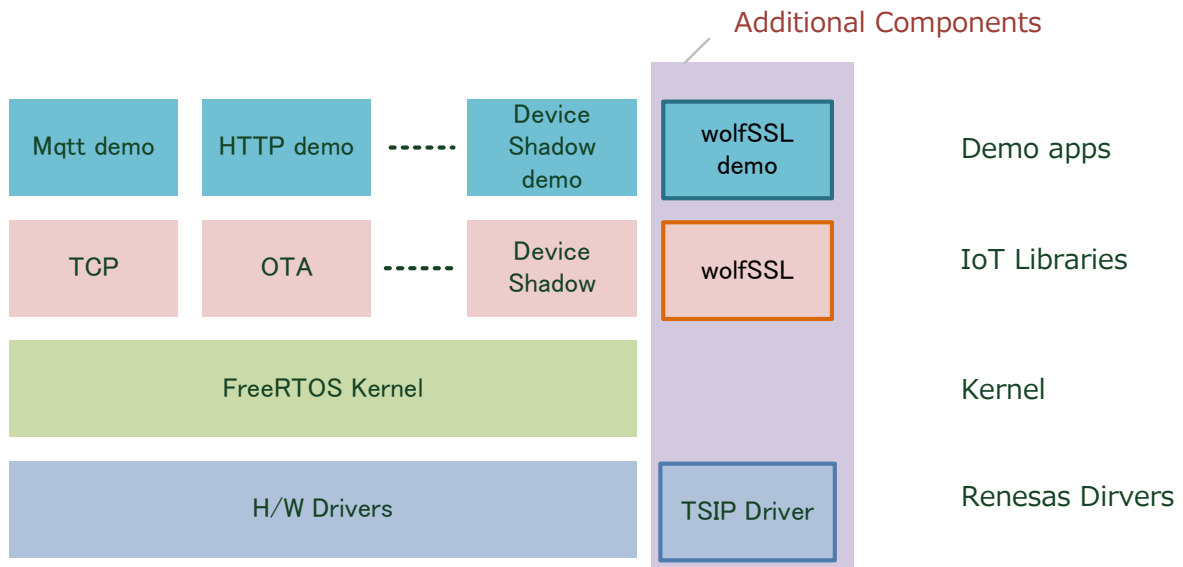 Additional Components
Mqtt demo
HTTP demo
Device
Shadow
demo
wolfSSL
demo
Demo apps
TCP
OTA
Device
Shadow
wolfSSL
IoT Libraries
FreeRTOS Kernel
Kernel
H/W Drivers
TSIP Driver
Renesas Dirvers